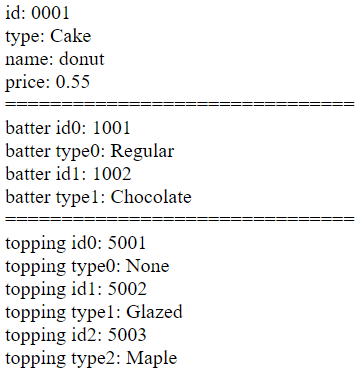 id: 0001
type: Cake
name: donut
price: 0.55
===============================
batter id0: 1001
batter type0: Regular
batter id1: 1002
batter type1: Chocolate
===============================
topping id0: 5001
topping type0: None
topping id1: 5002
topping type1: Glazed
topping id2: 5003
topping type2: Maple